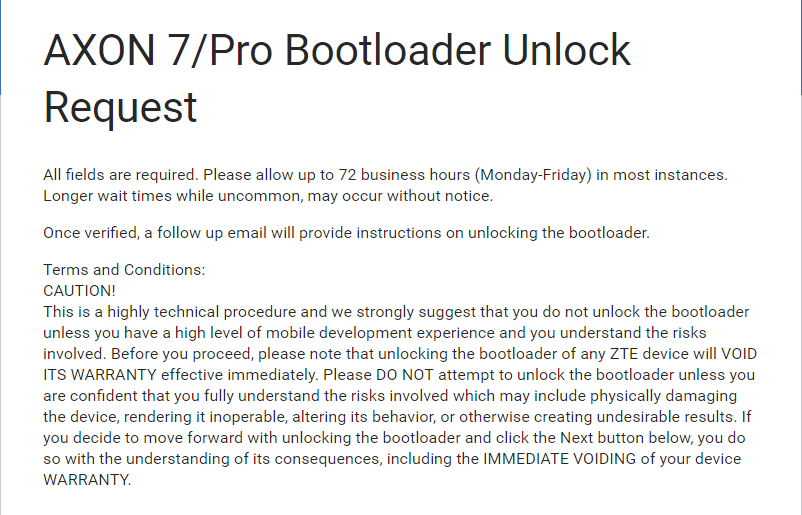 AXON 7/Pro Bootloader Unlock
Request
All fields are required. Please allow up to 72 business hours (Monday-Friday) in most instances.
Longer wait times while uncommon, may occur without notice.
Once verified, a follow up email will provide instructions on unlocking the bootloader.
Terms and Conditions:
CAUTION!
This is a highly technical procedure and we strongly suggest that you do not unlock the bootloader
unless you have a high level of mobile development experience and you understand the risks
involved. Before you proceed, please note that unlocking the bootloader of any ZTE device will VOID
ITS WARRANTY effective immediately. Please DO NOT attempt to unlock the bootloader unless you
are confident that you fully understand the risks involved which may include physically damaging
the device, rendering it inoperable, altering its behavior, or otherwise creating undesirable results. If
you decide to move forward with unlocking the bootloader and click the Next button below, you do
so with the understanding of its consequences, including the IMMEDIATE VOIDING of your device
WARRANTY.